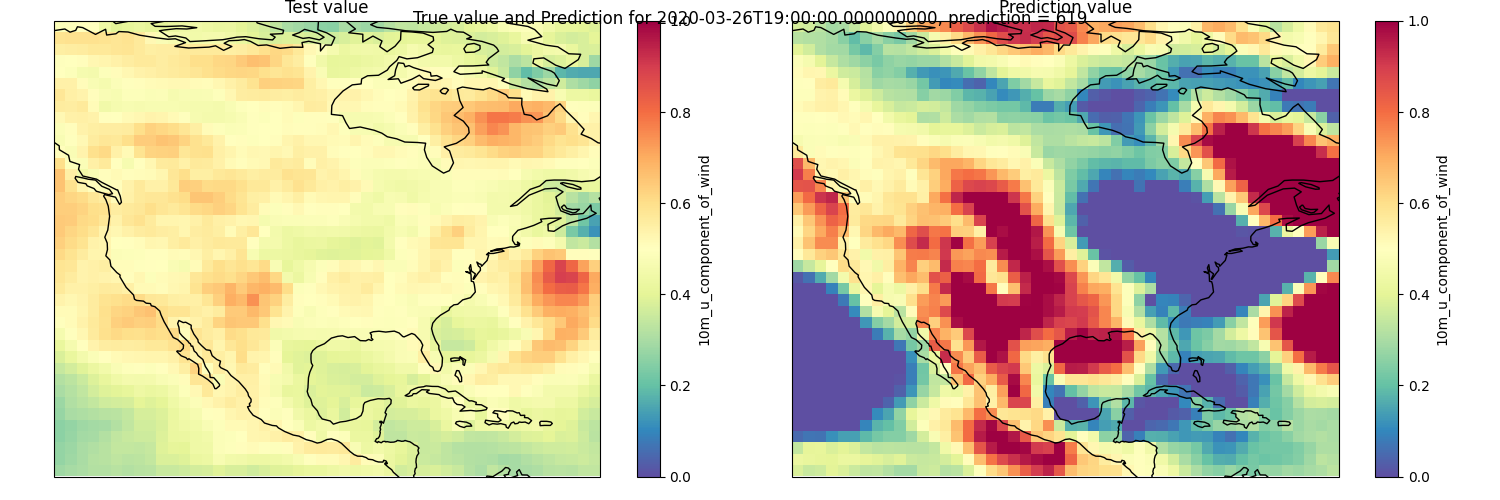 Test value
Prediction value
True value and Prediction for 2020-03-26T19:00:00.000000000, prediction = 619
1.0
0.8
0.6
0.4
0.2
0.0
10m_u_component_of_wind
1.0
0.8
0.6
0.4
0.2
0.0
10m_u_component_of_wind